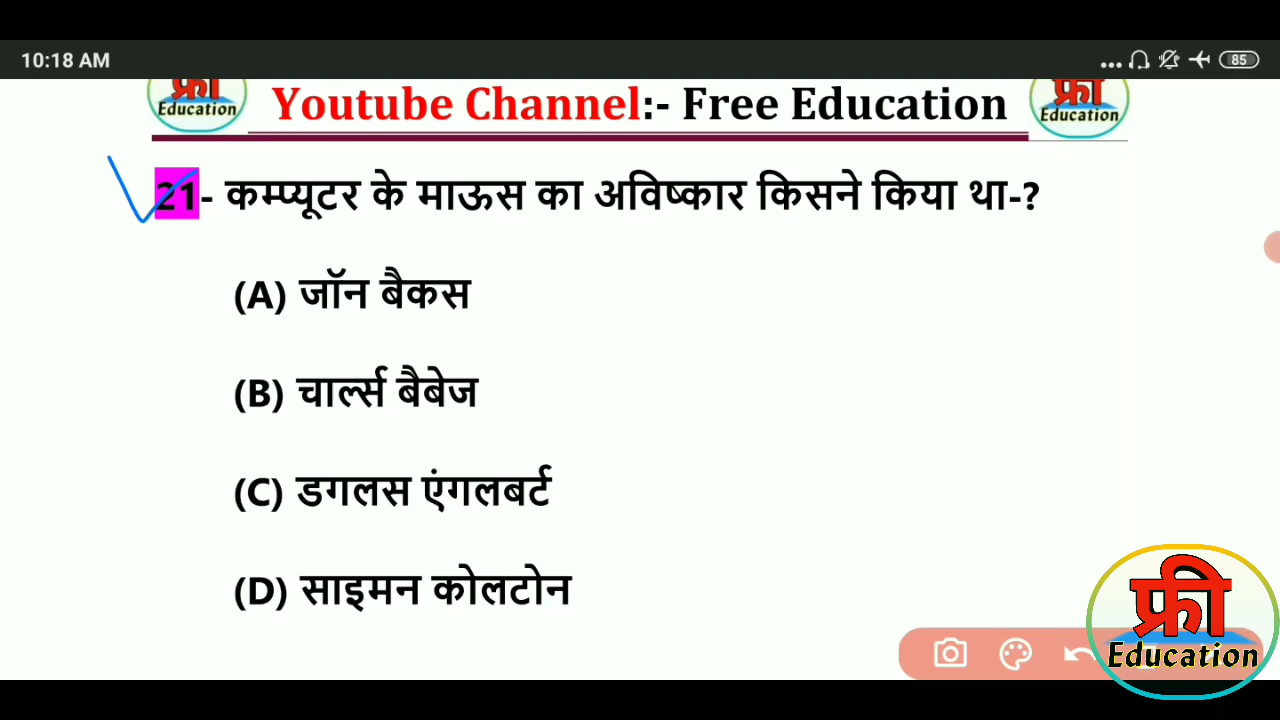 10:18 AM
85
फ्री
Education
Youtube Channel:- Free Education
फ्री
Education
21- कम्प्यूटर के माऊस का अविष्कार किसने किया था-?
(A) जॉन बैकस
(B) चार्ल्स बैबेज
(C) डगलस एंगलबर्ट
(D) साइमन कोलटोन
फ्री
Education